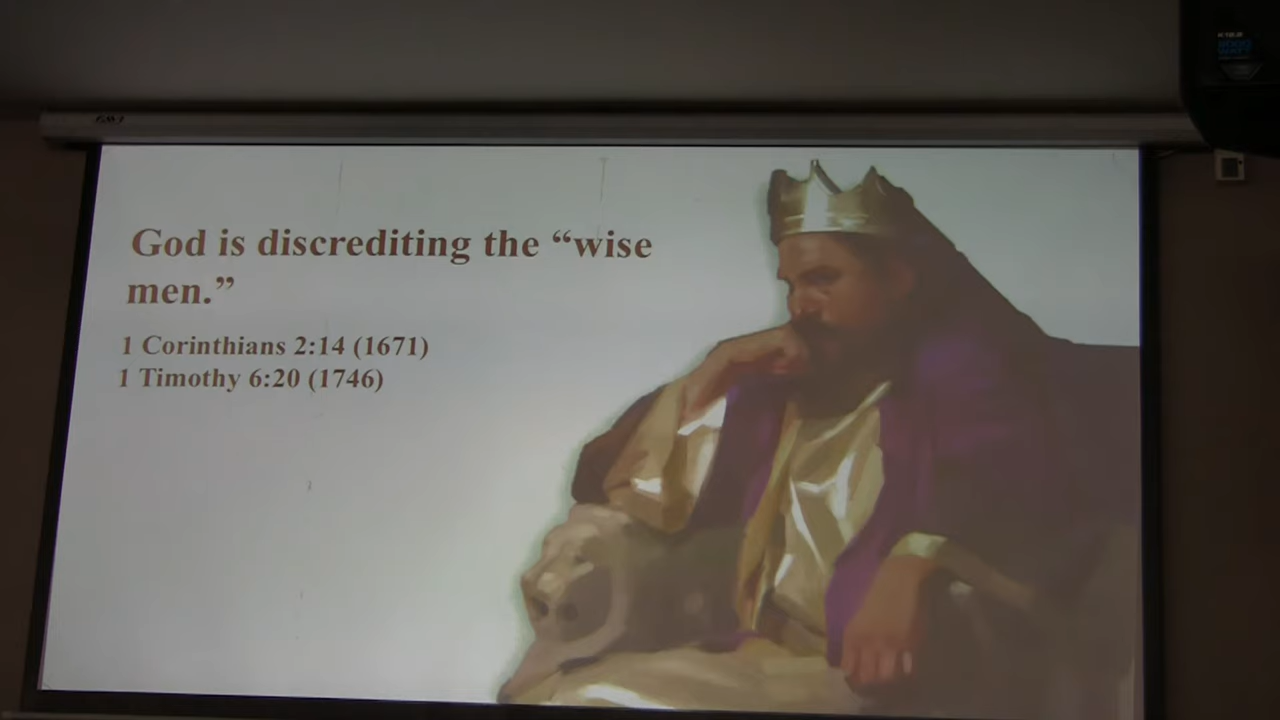 God is discrediting the “wise
men.”
1 Corinthians 2:14 (1671)
1 Timothy 6:20 (1746)